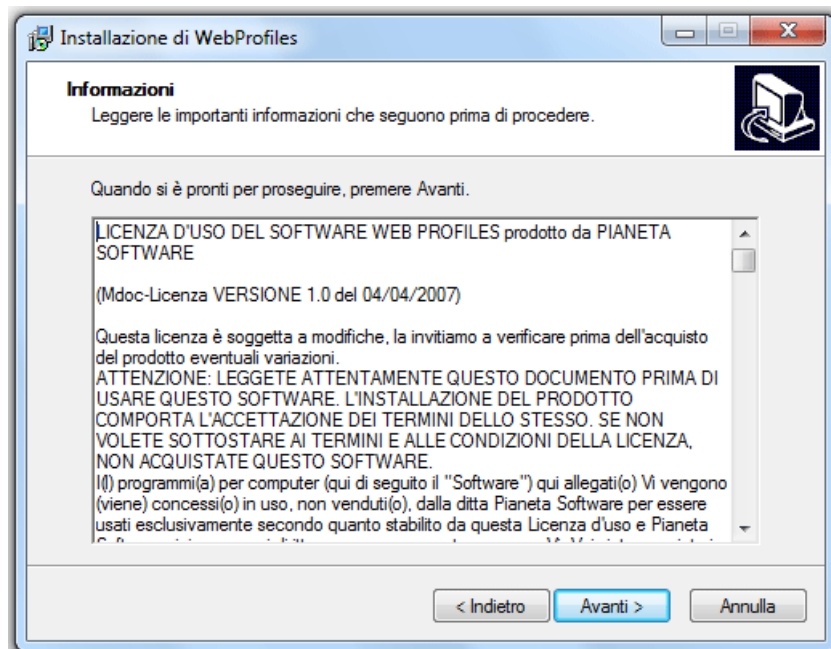 Installazione di WebProfiles
Informazioni
Leggere le importanti informazioni che seguono prima di procedere.
Quando si è pronti per proseguire, premere Avanti.
LICENZA D'USO DEL SOFTWARE WEB PROFILES prodotto da PIANETA
SOFTWARE
(Mdoc-Licenza VERSIONE 1.0 del 04/04/2007)
Questa licenza è soggetta a modifiche, la invitiamo a verificare prima dell'acquisto
del prodotto eventuali variazioni.
ATTENZIONE: LEGGETE ATTENTAMENTE QUESTO DOCUMENTO PRIMA DI
USARE QUESTO SOFTWARE. L'INSTALLAZIONE DEL PRODOTTO
COMPORTA L'ACCETTAZIONE DEI TERMINI DELLO STESSO. SE NON
VOLETE SOTTOSTARE AI TERMINI E ALLE CONDIZIONI DELLA LICENZA,
NON ACQUISTATE QUESTO SOFTWARE.
I(l) programmi(a) per computer (qui di seguito il "Software") qui allegati(o) Vi vengono
(viene) concessi(o) in uso, non venduti(o), dalla ditta Pianeta Software per essere
usati esclusivamente secondo quanto stabilito da questa Licenza d'uso e Pianeta
< Indietro
Avanti >
Annulla